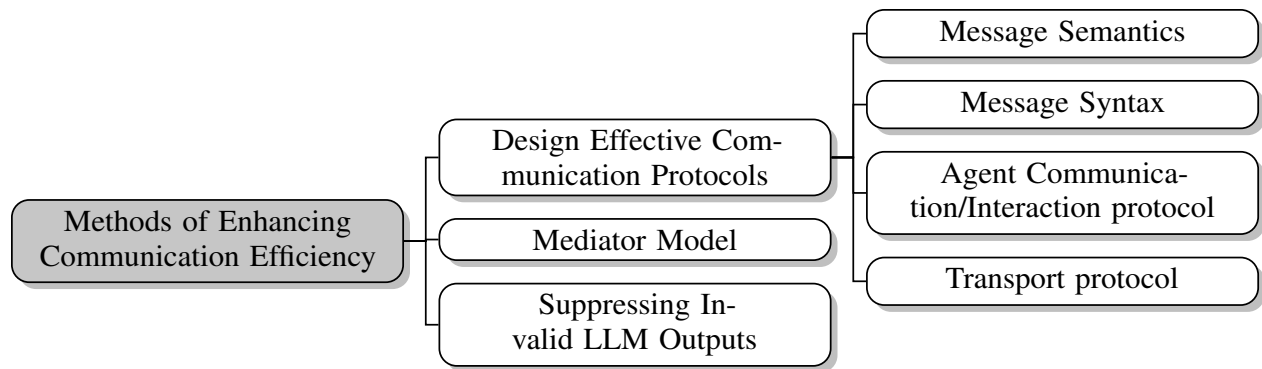 Methods of Enhancing
Communication Efficiency
Design Effective Com-
munication Protocols
Mediator Model
Suppressing In-
valid LLM Outputs
Message Semantics
Message Syntax
Agent Communica-
tion/Interaction protocol
Transport protocol